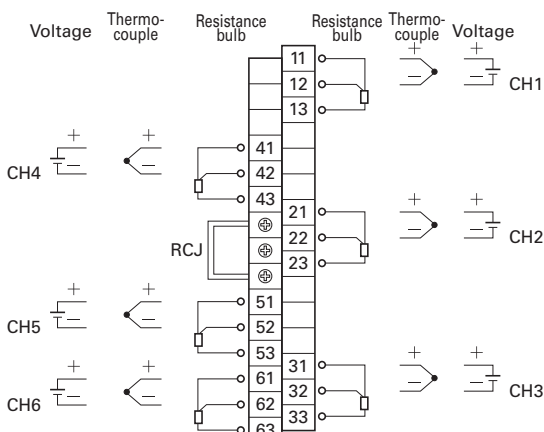 Voltage Thermo-couple Resistance bulb Resistance bulb Thermo-couple Voltage
11
12
13
+ − + − CH1
CH4 + − + −
41
42
43
21
22
23
+ − + − CH2
RCJ
CH5 + − + −
51
52
53
31
32
33
+ − + − CH3
CH6 + − + −
61
62
63